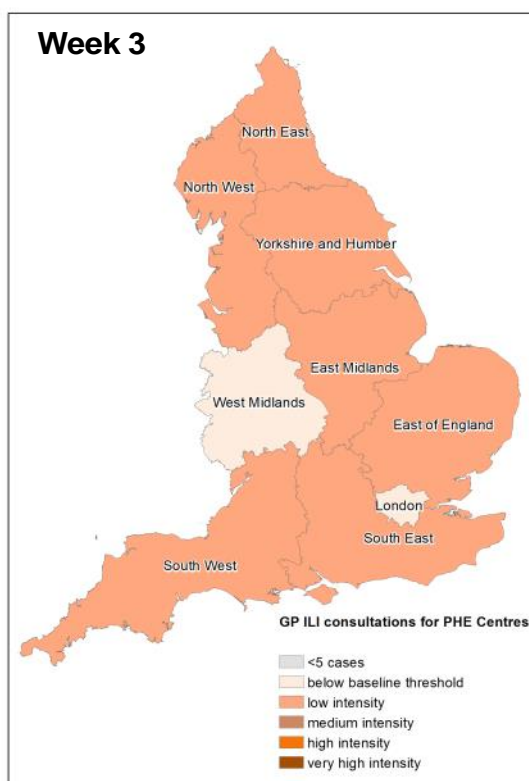 Week 3
North East
North West
Yorkshire and Humber
East Midlands
West Midlands
East of England
London
South East
South West
GP ILI consultations for PHE Centres
<5 cases
below baseline threshold
low intensity
medium intensity
high intensity
very high intensity